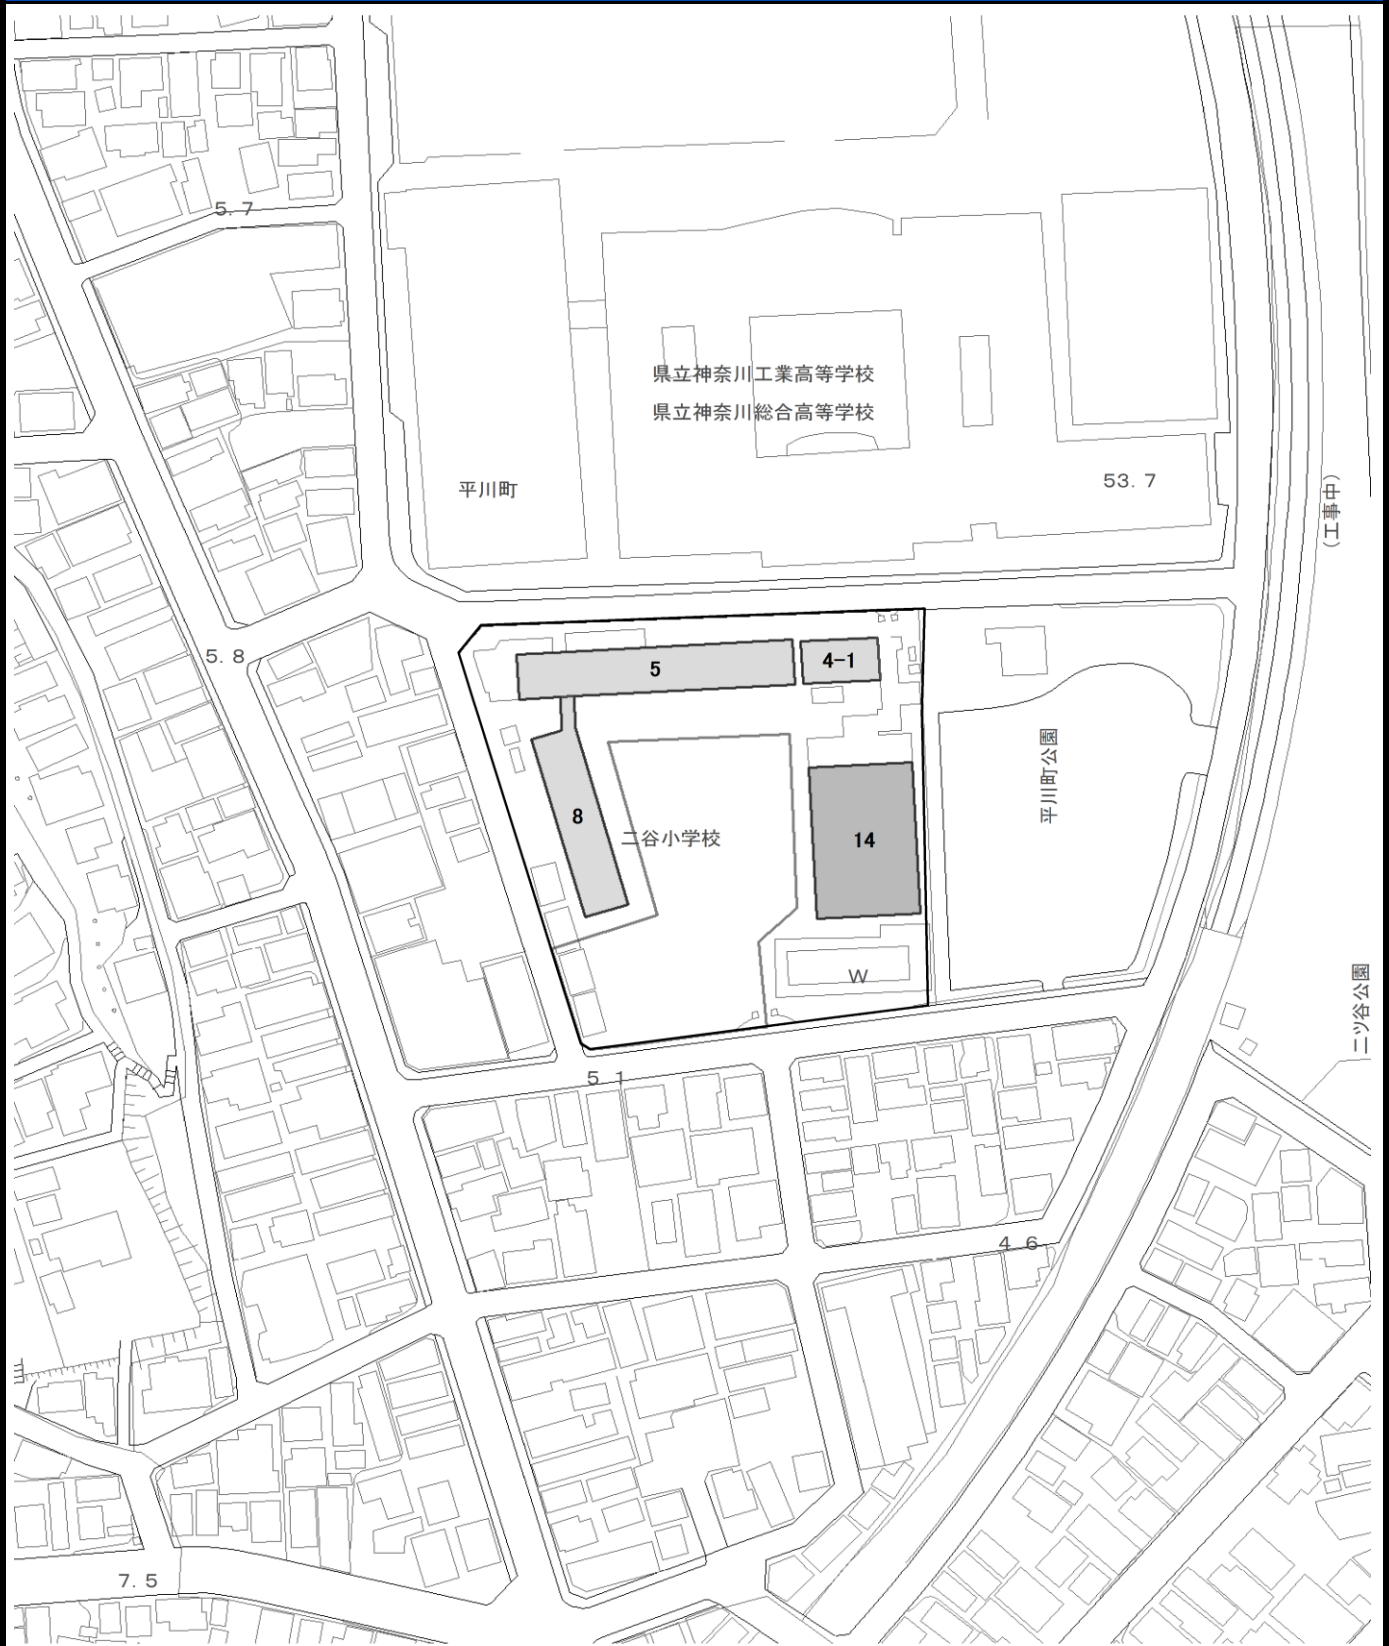 5.7
県立神奈川工業高等学校
県立神奈川総合高等学校
平川町
53.7
(工事中)
5.8
5
4-1
平川町公園
8
二谷小学校
14
W
二ツ谷公園
5.1
4.6
7.5